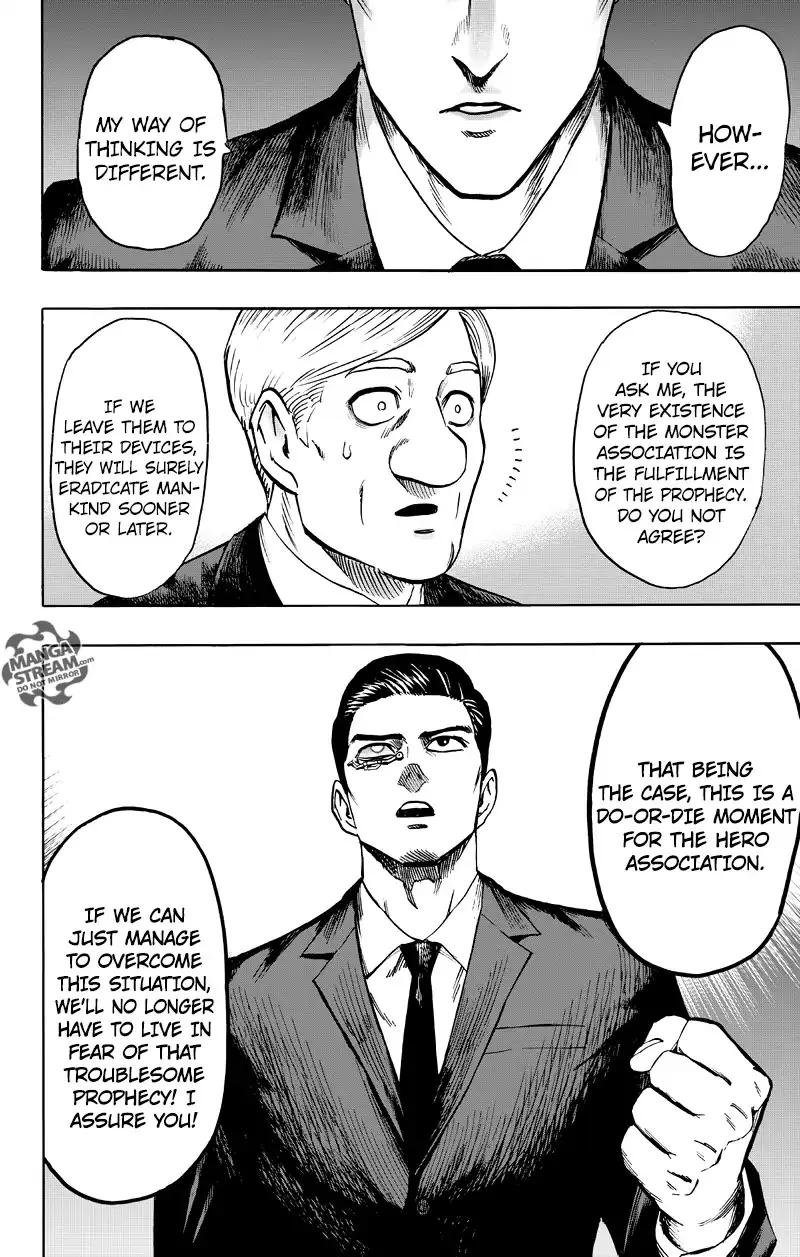 HOW-
EVER...
MY WAY OF
THINKING IS
DIFFERENT.
IF YOU
ASK ME, THE
VERY EXISTENCE
OF THE MONSTER
ASSOCIATION IS
THE FULFILLMENT
OF THE PROPHECY.
DO YOU NOT
AGREE?
IF WE
LEAVE THEM TO
THEIR DEVICES,
THEY WILL SURELY
ERADICATE MAN-
KIND SOONER
OR LATER.
MANGA
STREAM.com
DO NOT MIRROR
THAT BEING
THE CASE, THIS IS A
DO-OR-DIE MOMENT
FOR THE HERO
ASSOCIATION.
IF WE CAN
JUST MANAGE
TO OVERCOME
THIS SITUATION,
WE'LL NO LONGER
HAVE TO LIVE IN
FEAR OF THAT
TROUBLESOME
PROPHECY! I
ASSURE YOU!